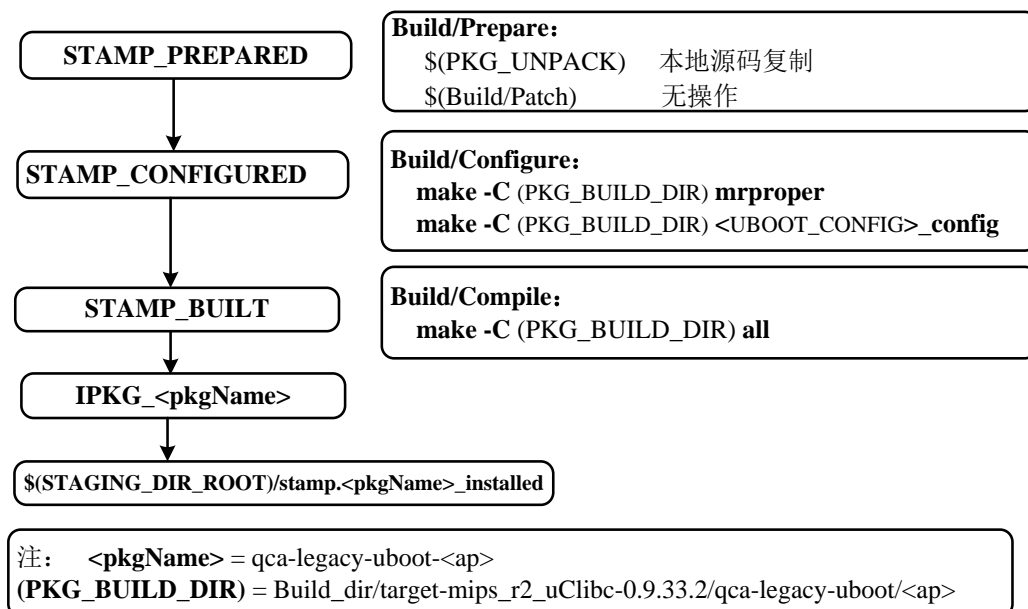 STAMP_PREPARED
Build/Prepare：
$(PKG_UNPACK) 本地源码复制
$(Build/Patch) 无操作
STAMP_CONFIGURED
Build/Configure：
make -C (PKG_BUILD_DIR) mrproper
make -C (PKG_BUILD_DIR) <UBOOT_CONFIG>_config
STAMP_BUILT
Build/Compile：
make -C (PKG_BUILD_DIR) all
IPKG_<pkgName>
$(STAGING_DIR_ROOT)/stamp.<pkgName>_installed
注： <pkgName> = qca-legacy-uboot-<ap>
(PKG_BUILD_DIR) = Build_dir/target-mips_r2_uClibc-0.9.33.2/qca-legacy-uboot/<ap>